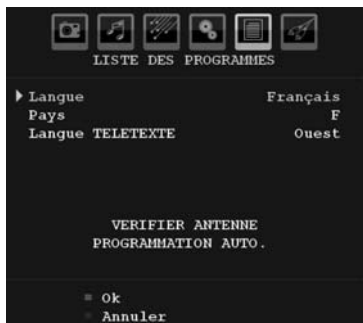 LISTE DES PROGRAMMES
Langue Français
Pays F
Langue TELETEXTE Ouest
VERIFIER ANTENNE
PROGRAMMATION AUTO.
Ok
Annuler